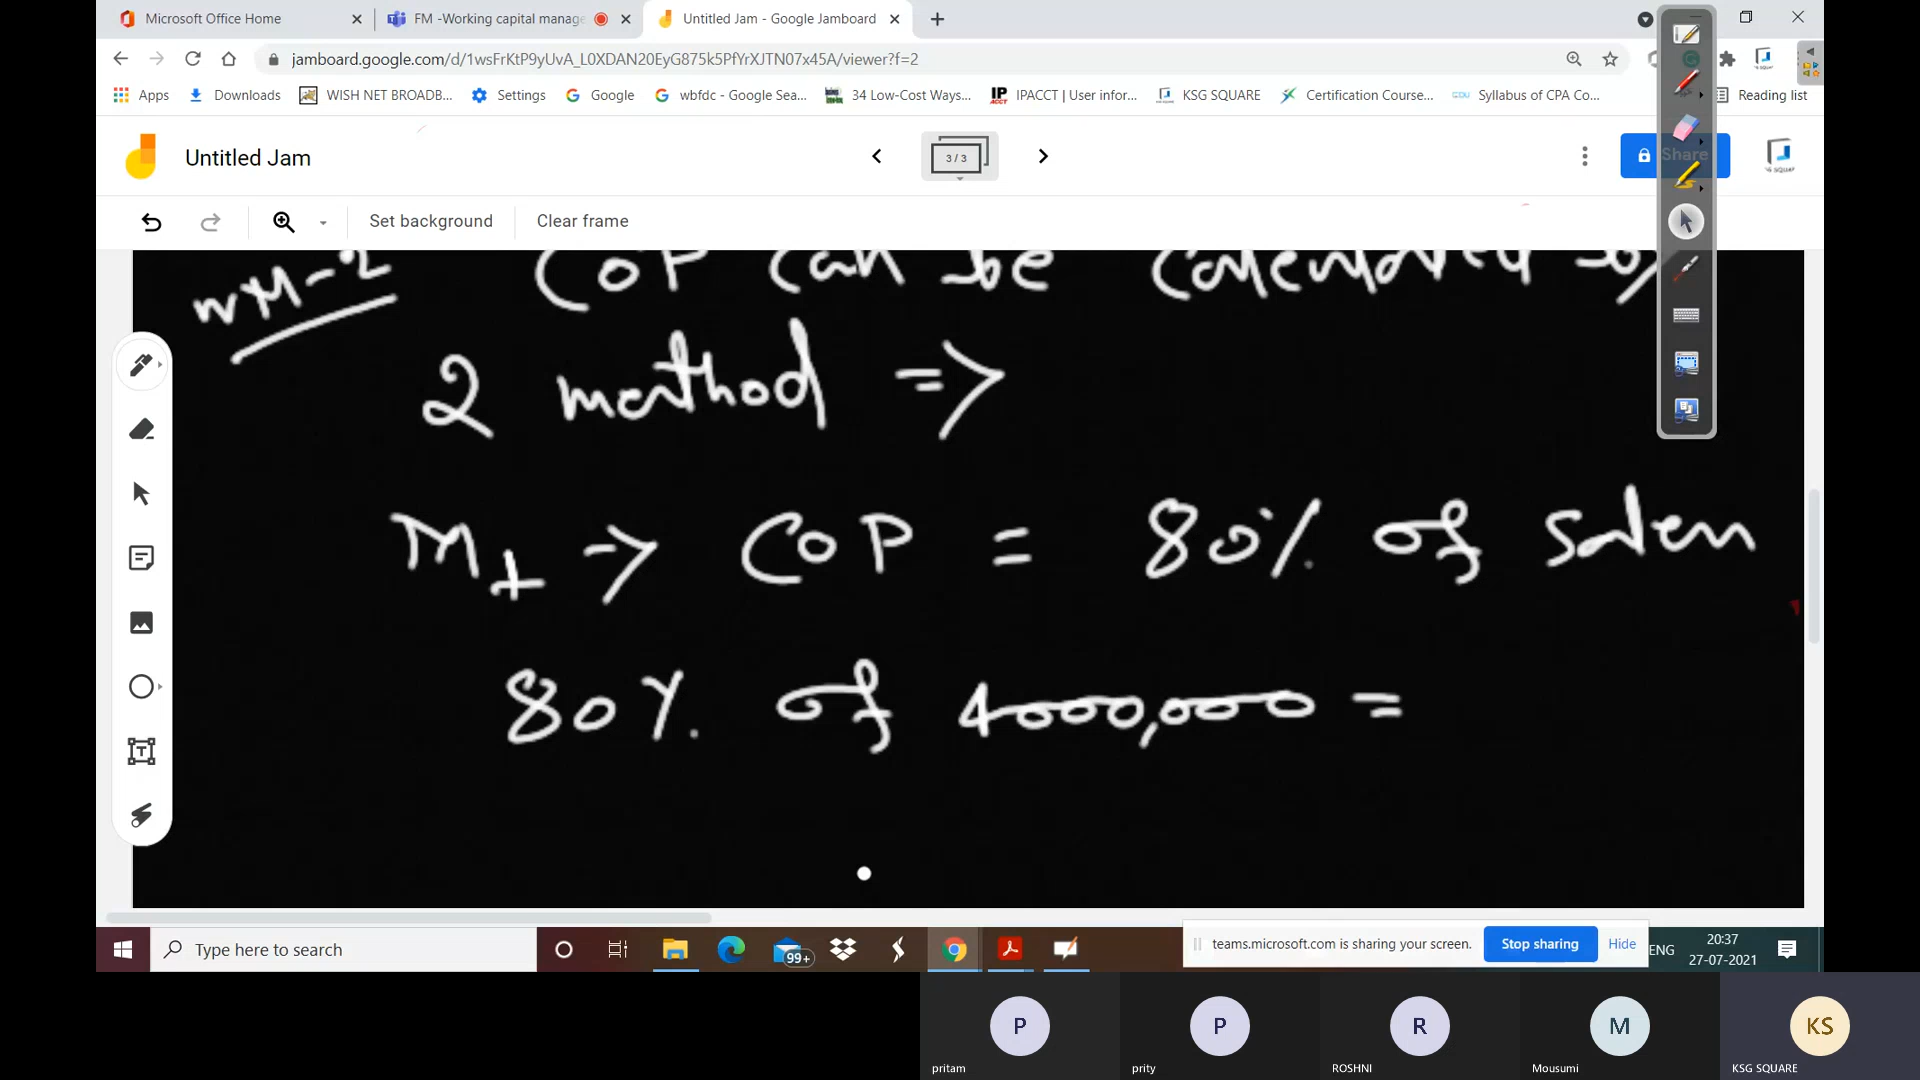 Microsoft Office Home
FM -Working capital manage
Untitled Jam - Google Jamboard
jamboard.google.com/d/1wsFrKtP9yUvA_L0XDAN20EyG875k5PfYrXJTN07x45A/viewer?f=2
Apps
Downloads
WISH NET BROADB...
Settings
Google
wbfdc - Google Sea...
34 Low-Cost Ways...
IPACCT | User infor...
KSG SQUARE
Certification Course...
Syllabus of CPA Co...
Reading list
Untitled Jam
3 / 3
Share
Set background
Clear frame
WM-2 COP can be calculated by
2 method =>
M1 -> COP = 80% of Sales
80%. of 4000,000 =
teams.microsoft.com is sharing your screen.
Stop sharing
Hide
Type here to search
99+
ENG
20:37
27-07-2021
P
P
R
M
KS
pritam
prity
ROSHNI
Mousumi
KSG SQUARE